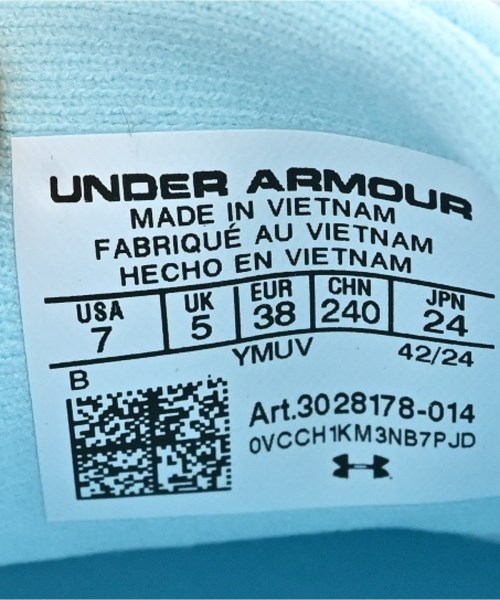 UNDER ARMOUR
MADE IN VIETNAM
FABRIQUÉ AU VIETNAM
HECHO EN VIETNAM
USA UK EUR CHN JPN
7 5 38 240 24
YMUV 42/24
B
Art.3028178-014
0VCCH1KM3NB7PJD